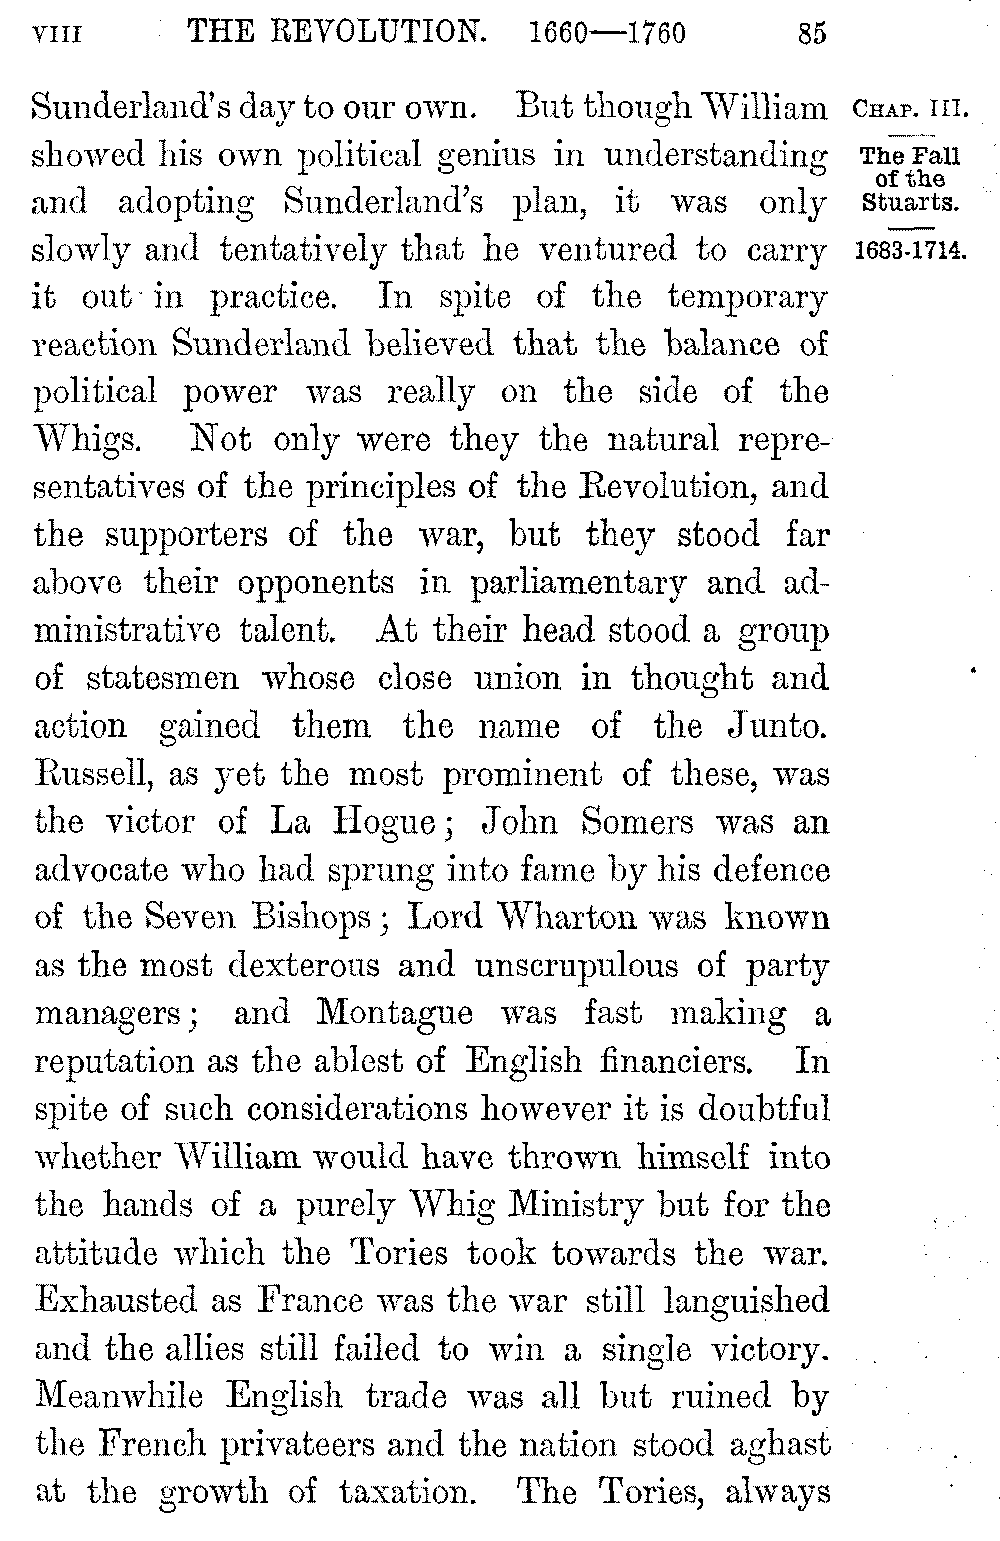 VIII THE REVOLUTION. 1660—1760 85
Sunderland's day to our own. But though William
showed his own political genius in understanding
and adopting Sunderland's plan, it was only
slowly and tentatively that he ventured to carry
it out in practice. In spite of the temporary
reaction Sunderland believed that the balance of
political power was really on the side of the
Whigs. Not only were they the natural repre-
sentatives of the principles of the Revolution, and
the supporters of the war, but they stood far
above their opponents in parliamentary and ad-
ministrative talent. At their head stood a group
of statesmen whose close union in thought and
action gained them the name of the Junto.
Russell, as yet the most prominent of these, was
the victor of La Hogue; John Somers was an
advocate who had sprung into fame by his defence
of the Seven Bishops; Lord Wharton was known
as the most dexterous and unscrupulous of party
managers; and Montague was fast making a
reputation as the ablest of English financiers. In
spite of such considerations however it is doubtful
whether William would have thrown himself into
the hands of a purely Whig Ministry but for the
attitude which the Tories took towards the war.
Exhausted as France was the war still languished
and the allies still failed to win a single victory.
Meanwhile English trade was all but ruined by
the French privateers and the nation stood aghast
at the growth of taxation. The Tories, always
CHAP. III.
The Fall
of the
Stuarts.
1683-1714.